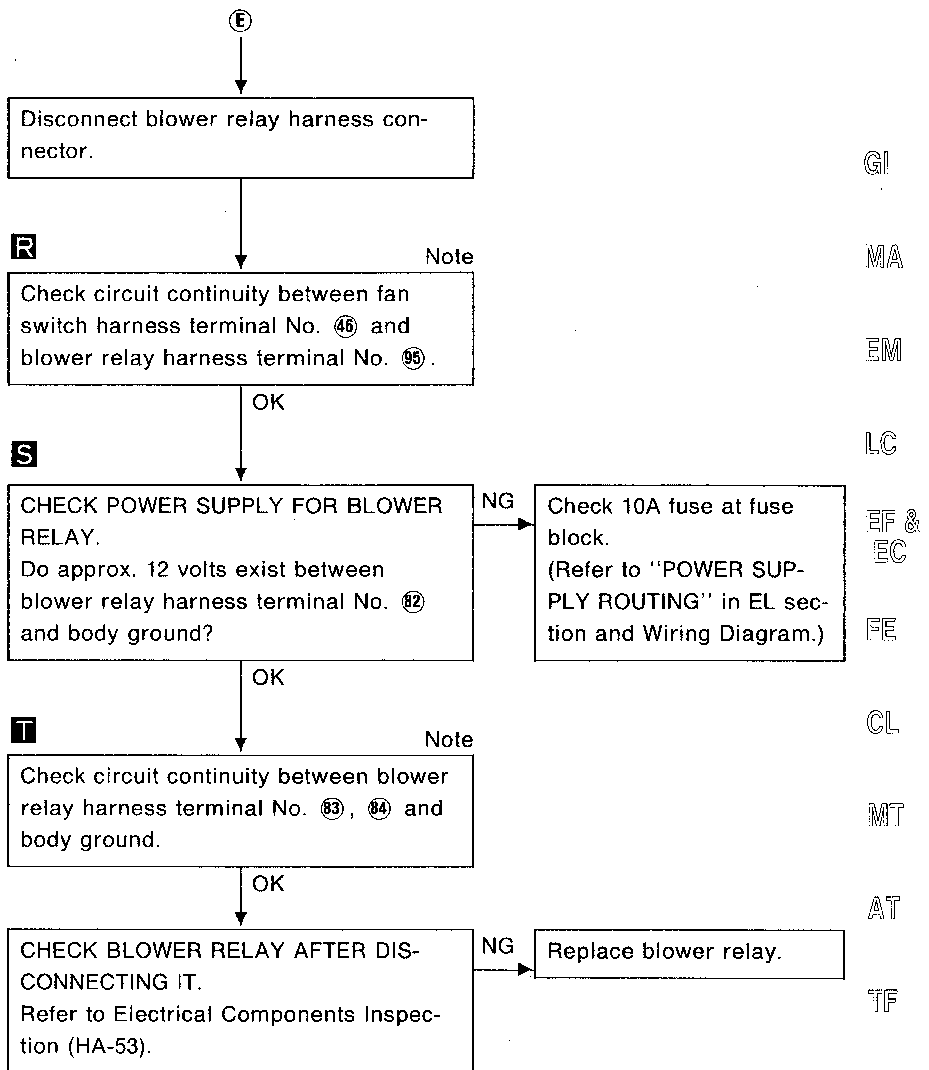 E
Disconnect blower relay harness con-
nector.
R
Note
Check circuit continuity between fan
switch harness terminal No. 46 and
blower relay harness terminal No. 95.
OK
S
CHECK POWER SUPPLY FOR BLOWER
RELAY.
Do approx. 12 volts exist between
blower relay harness terminal No. 82
and body ground?
NG
Check 10A fuse at fuse
block.
(Refer to "POWER SUP-
PLY ROUTING" in EL sec-
tion and Wiring Diagram.)
OK
T
Note
Check circuit continuity between blower
relay harness terminal No. 83, 84 and
body ground.
OK
CHECK BLOWER RELAY AFTER DIS-
CONNECTING IT.
Refer to Electrical Components Inspec-
tion (HA-53).
NG
Replace blower relay.
GI
MA
EM
LC
EF &
EC
FE
CL
MT
AT
TF